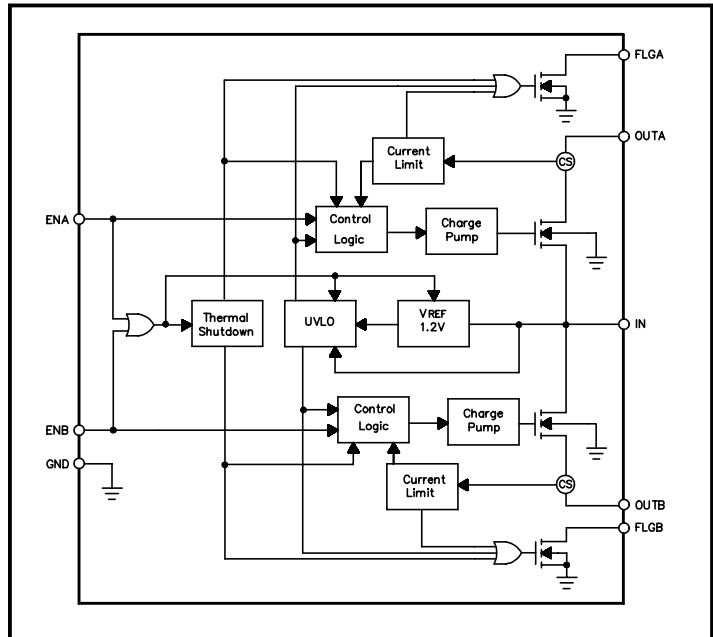 FLGA
OUTA
CS
Current
Limit
ENA
Control
Logic
Charge
Pump
Thermal
Shutdown
UVLO
VREF
1.2V
IN
Control
Logic
Charge
Pump
ENB
GND
Current
Limit
CS
OUTB
FLGB